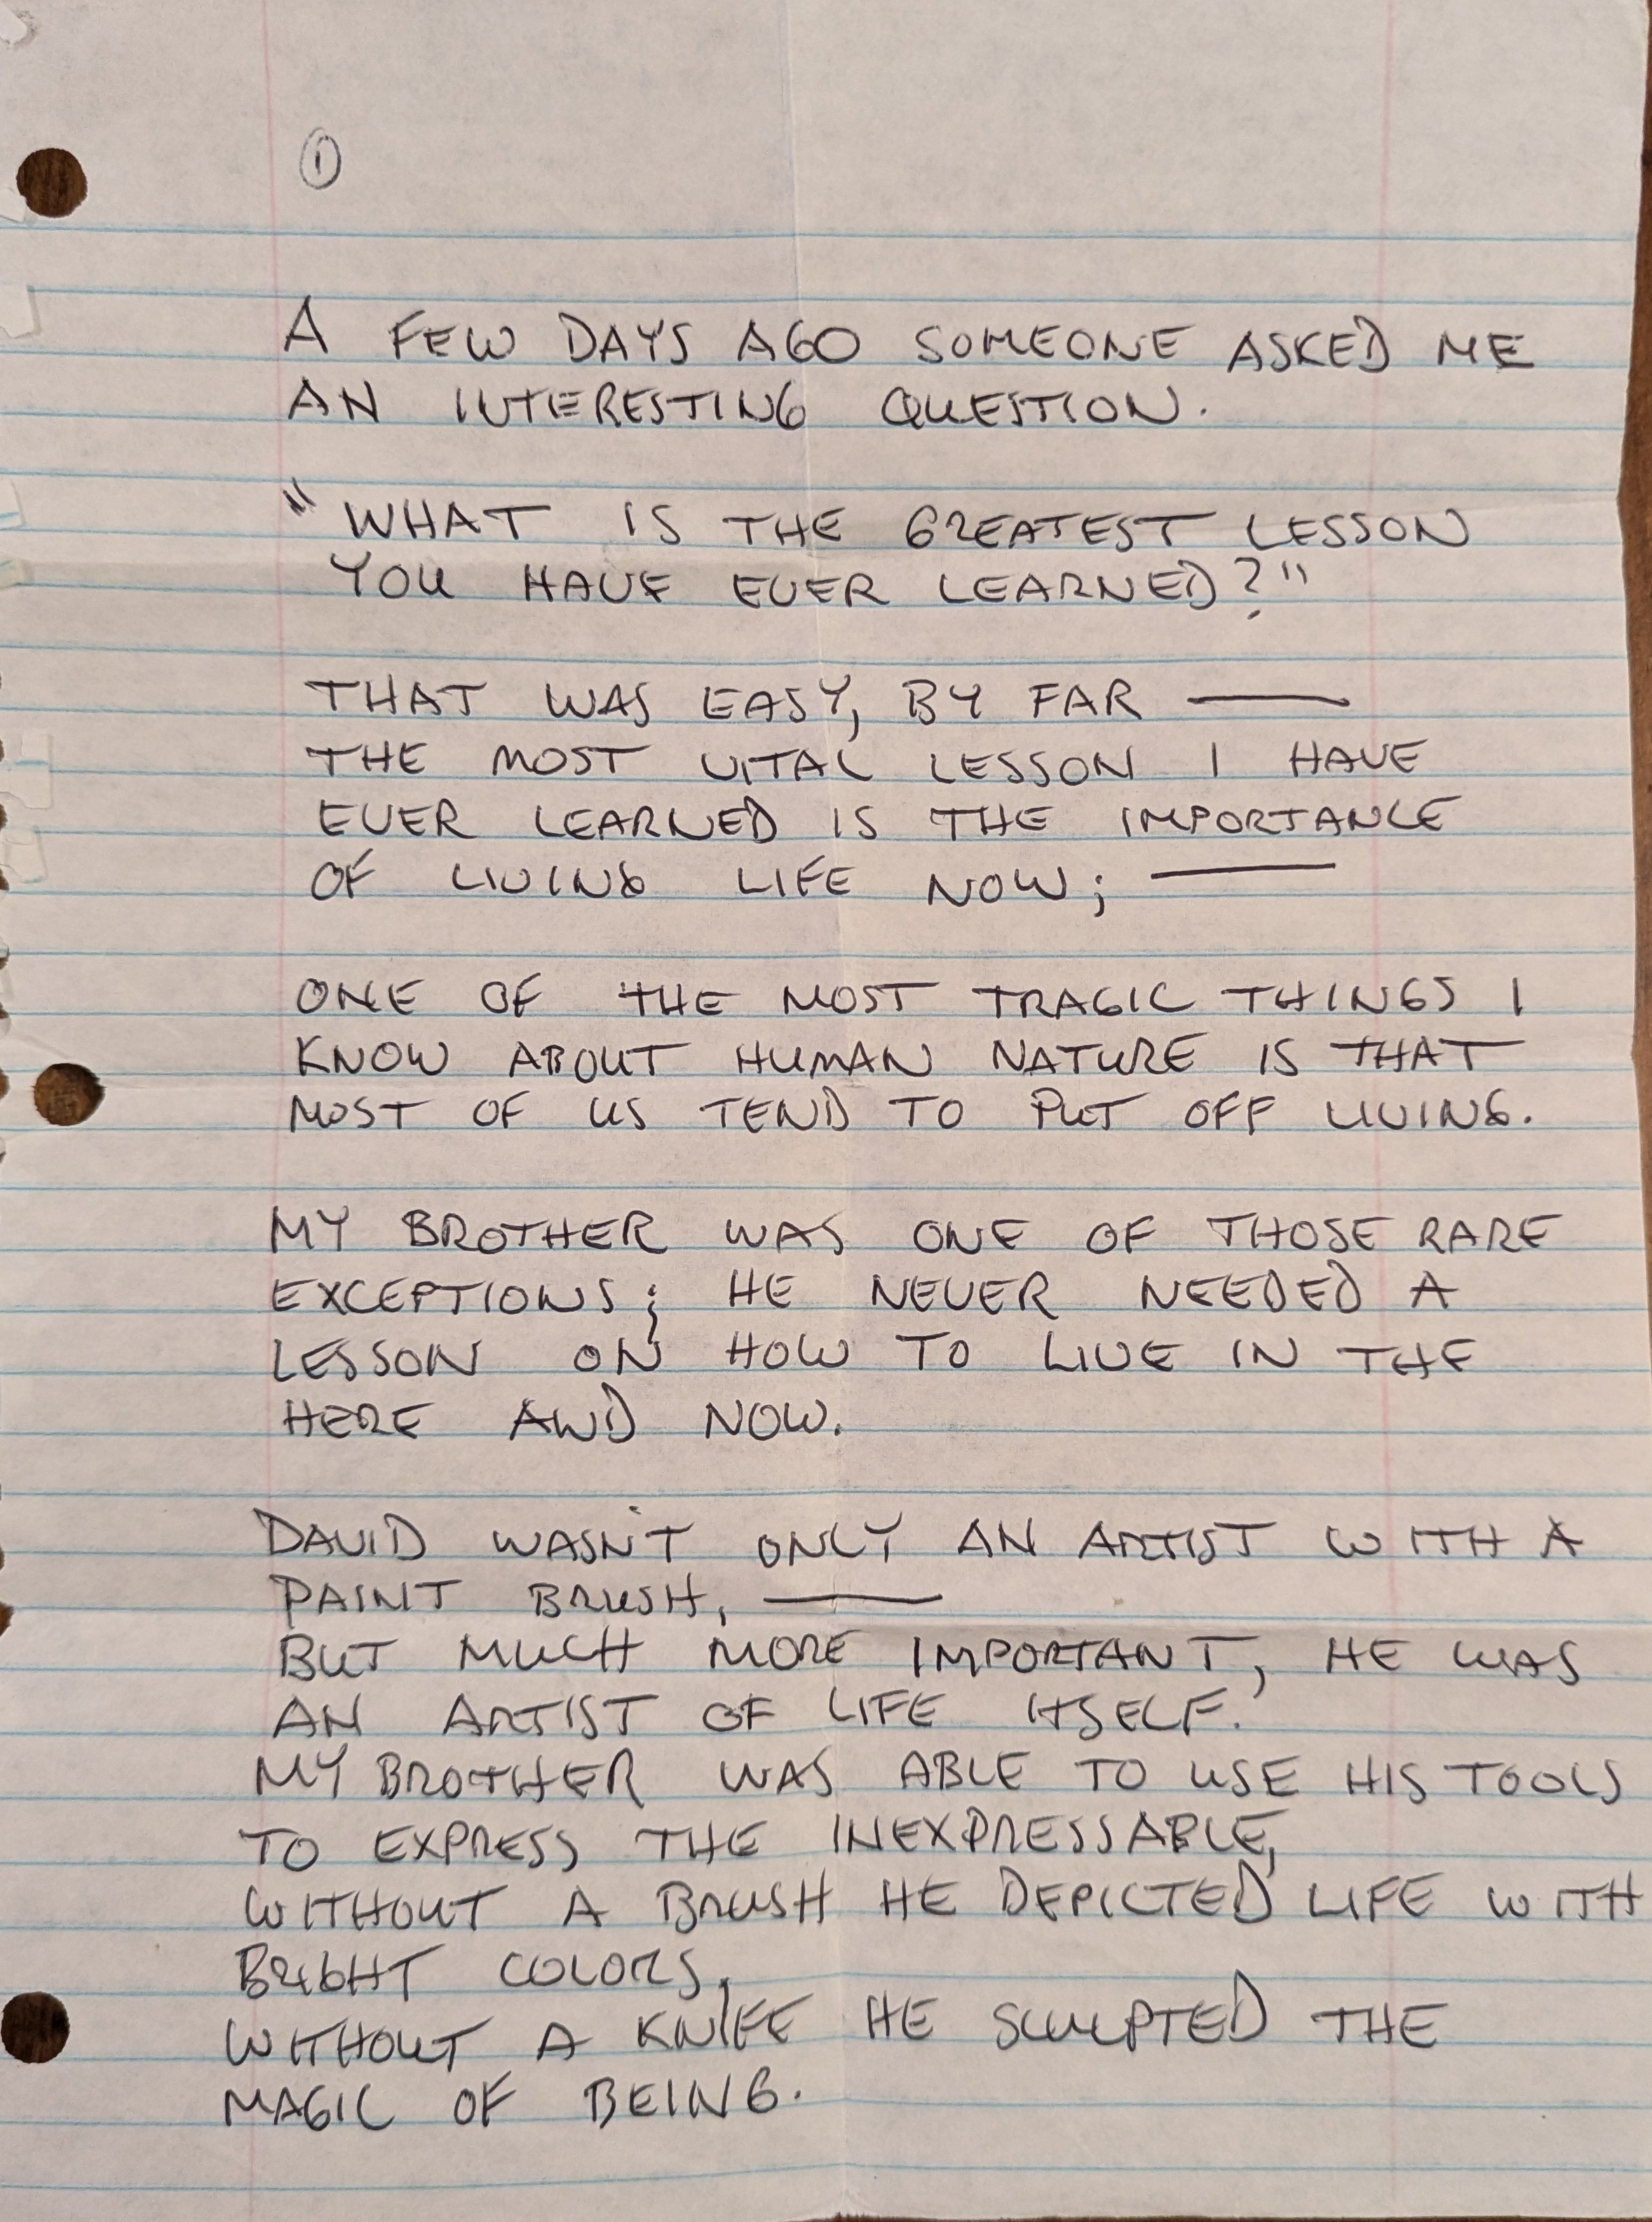 ①
A FEW DAYS AGO SOMEONE ASKED ME
AN INTERESTING QUESTION.
"WHAT IS THE GREATEST LESSON
YOU HAVE EVER LEARNED?"
THAT WAS EASY, BY FAR —
THE MOST VITAL LESSON I HAVE
EVER LEARNED IS THE IMPORTANCE
OF LIVING LIFE NOW; —
ONE OF THE MOST TRAGIC THINGS I
KNOW ABOUT HUMAN NATURE IS THAT
MOST OF US TEND TO PUT OFF LIVING.
MY BROTHER WAS ONE OF THOSE RARE
EXCEPTIONS; HE NEVER NEEDED A
LESSON ON HOW TO LIVE IN THE
HERE AND NOW.
DAVID WASN'T ONLY AN ARTIST WITH A
PAINT BRUSH, —
BUT MUCH MORE IMPORTANT, HE WAS
AN ARTIST OF LIFE ITSELF.
MY BROTHER WAS ABLE TO USE HIS TOOLS
TO EXPRESS THE INEXPRESSABLE,
WITHOUT A BRUSH HE DEPICTED LIFE WITH
BRIGHT COLORS,
WITHOUT A KNIFE HE SCULPTED THE
MAGIC OF BEING.